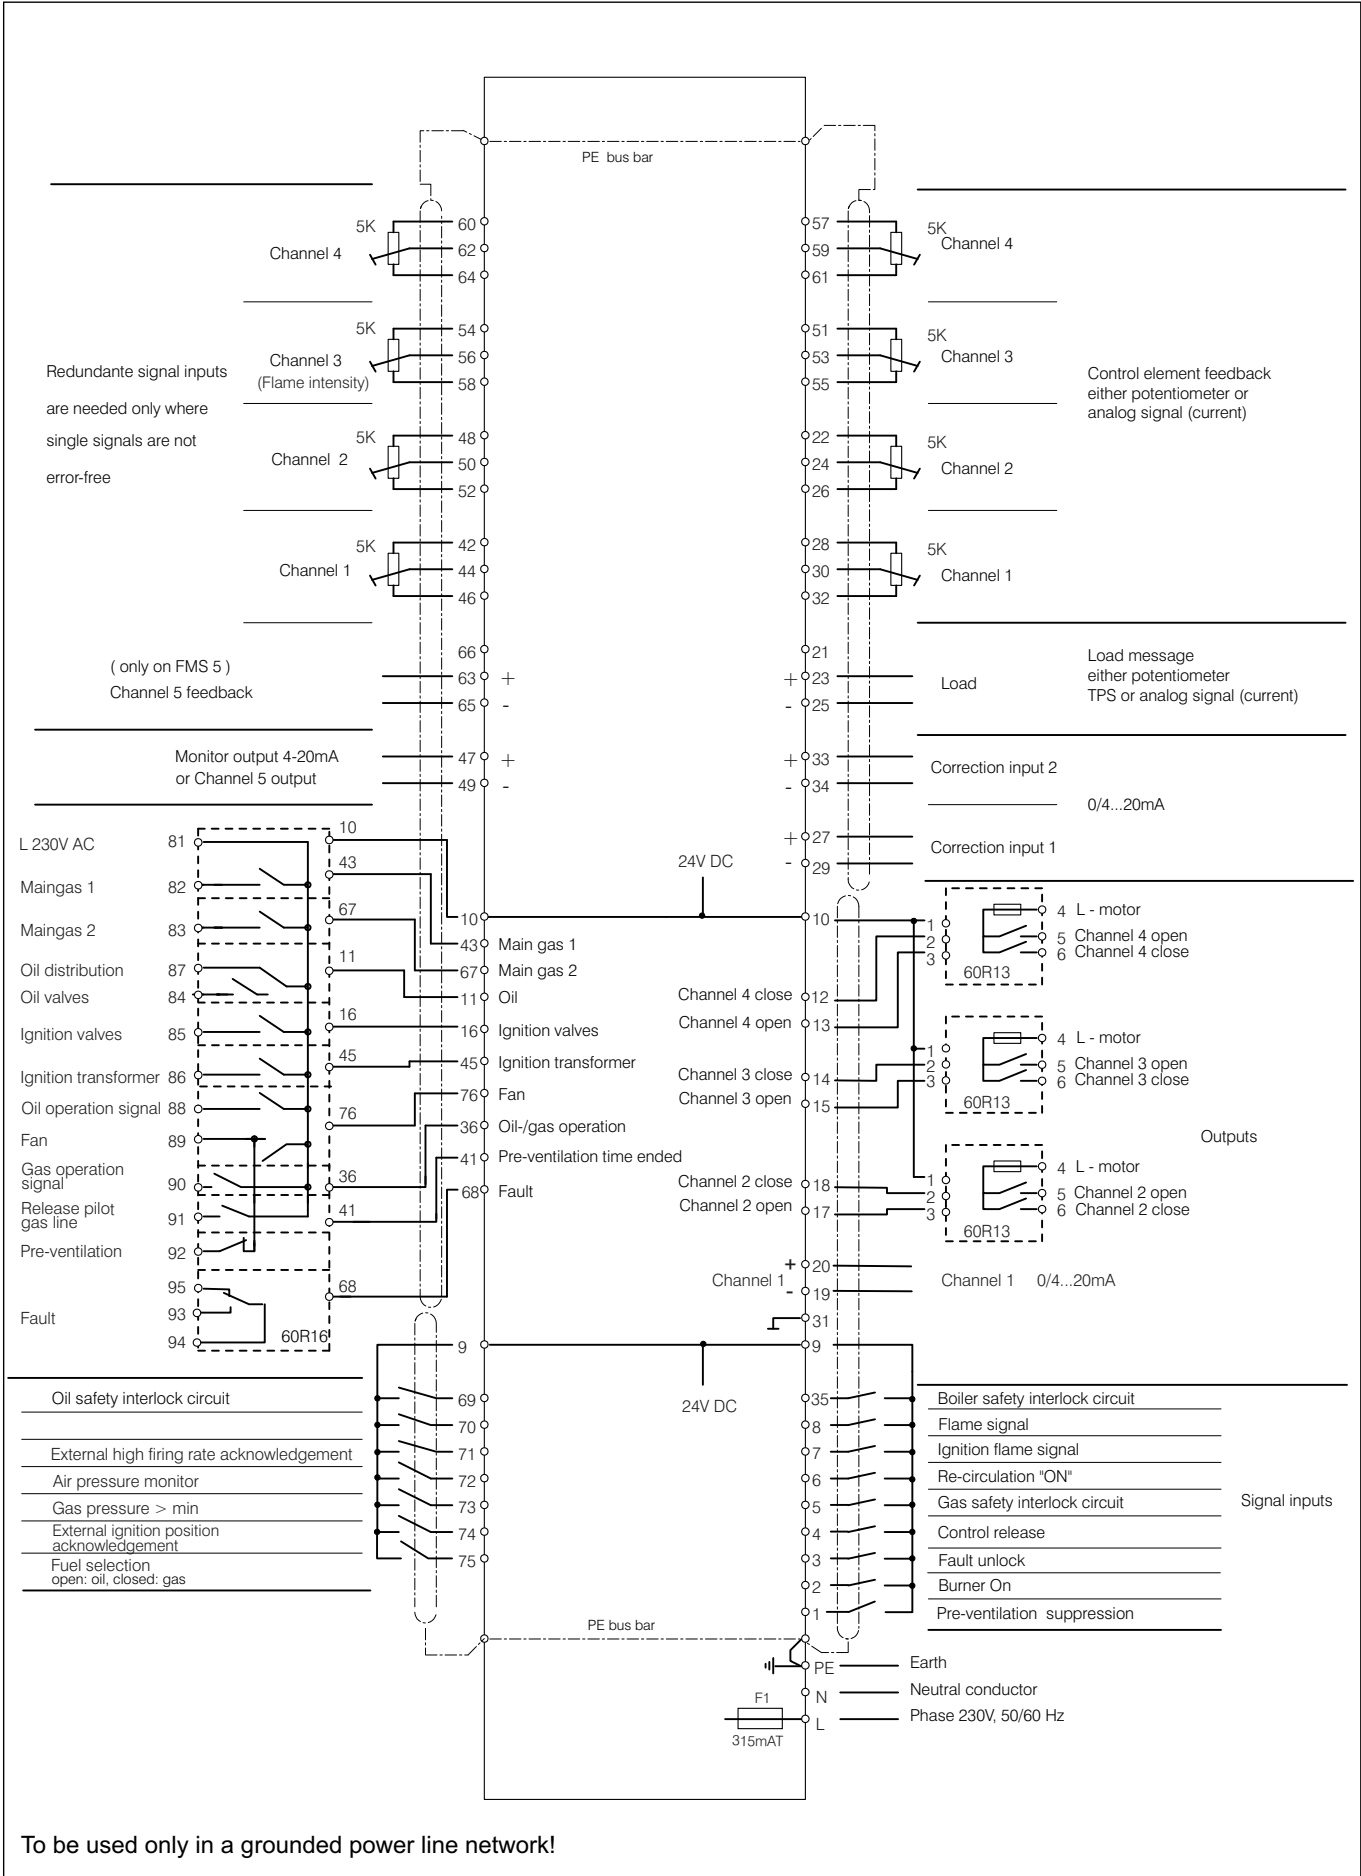 PE bus bar
5K
Channel 4
60
62
64
5K
Channel 3
(Flame intensity)
54
56
58
Redundante signal inputs
are needed only where
single signals are not
error-free
5K
Channel 2
48
50
52
5K
Channel 1
42
44
46
66
( only on FMS 5 )
Channel 5 feedback
63 +
65 -
Monitor output 4-20mA
or Channel 5 output
47 +
49 -
57
59
61
5K
Channel 4
51
53
55
5K
Channel 3
Control element feedback
either potentiometer or
analog signal (current)
22
24
26
5K
Channel 2
28
30
32
5K
Channel 1
21
+ 23
- 25
Load
Load message
either potentiometer
TPS or analog signal (current)
+ 33
- 34
Correction input 2
0/4...20mA
+ 27
- 29
Correction input 1
24V DC
L 230V AC 81
Maingas 1 82
Maingas 2 83
Oil distribution 87
Oil valves 84
Ignition valves 85
Ignition transformer 86
Oil operation signal 88
Fan 89
Gas operation
signal 90
Release pilot
gas line 91
Pre-ventilation 92
95
Fault 93
94
60R16
10
43
67
11
16
45
76
36
41
68
10
43 Main gas 1
67 Main gas 2
11 Oil
16 Ignition valves
45 Ignition transformer
76 Fan
36 Oil-/gas operation
41 Pre-ventilation time ended
68 Fault
10
Channel 4 close 12
Channel 4 open 13
Channel 3 close 14
Channel 3 open 15
Channel 2 close 18
Channel 2 open 17
1
2
3
60R13
4 L - motor
5 Channel 4 open
6 Channel 4 close
1
2
3
60R13
4 L - motor
5 Channel 3 open
6 Channel 3 close
Outputs
1
2
3
60R13
4 L - motor
5 Channel 2 open
6 Channel 2 close
Channel 1
+ 20
- 19
Channel 1 0/4...20mA
31
9
9
24V DC
Oil safety interlock circuit 69
70
External high firing rate acknowledgement 71
Air pressure monitor 72
Gas pressure > min 73
External ignition position
acknowledgement 74
Fuel selection
open: oil, closed: gas 75
35 Boiler safety interlock circuit
8 Flame signal
7 Ignition flame signal
6 Re-circulation "ON"
5 Gas safety interlock circuit
4 Control release
3 Fault unlock
2 Burner On
1 Pre-ventilation suppression
Signal inputs
PE bus bar
PE Earth
N Neutral conductor
L Phase 230V, 50/60 Hz
F1
315mAT
To be used only in a grounded power line network!